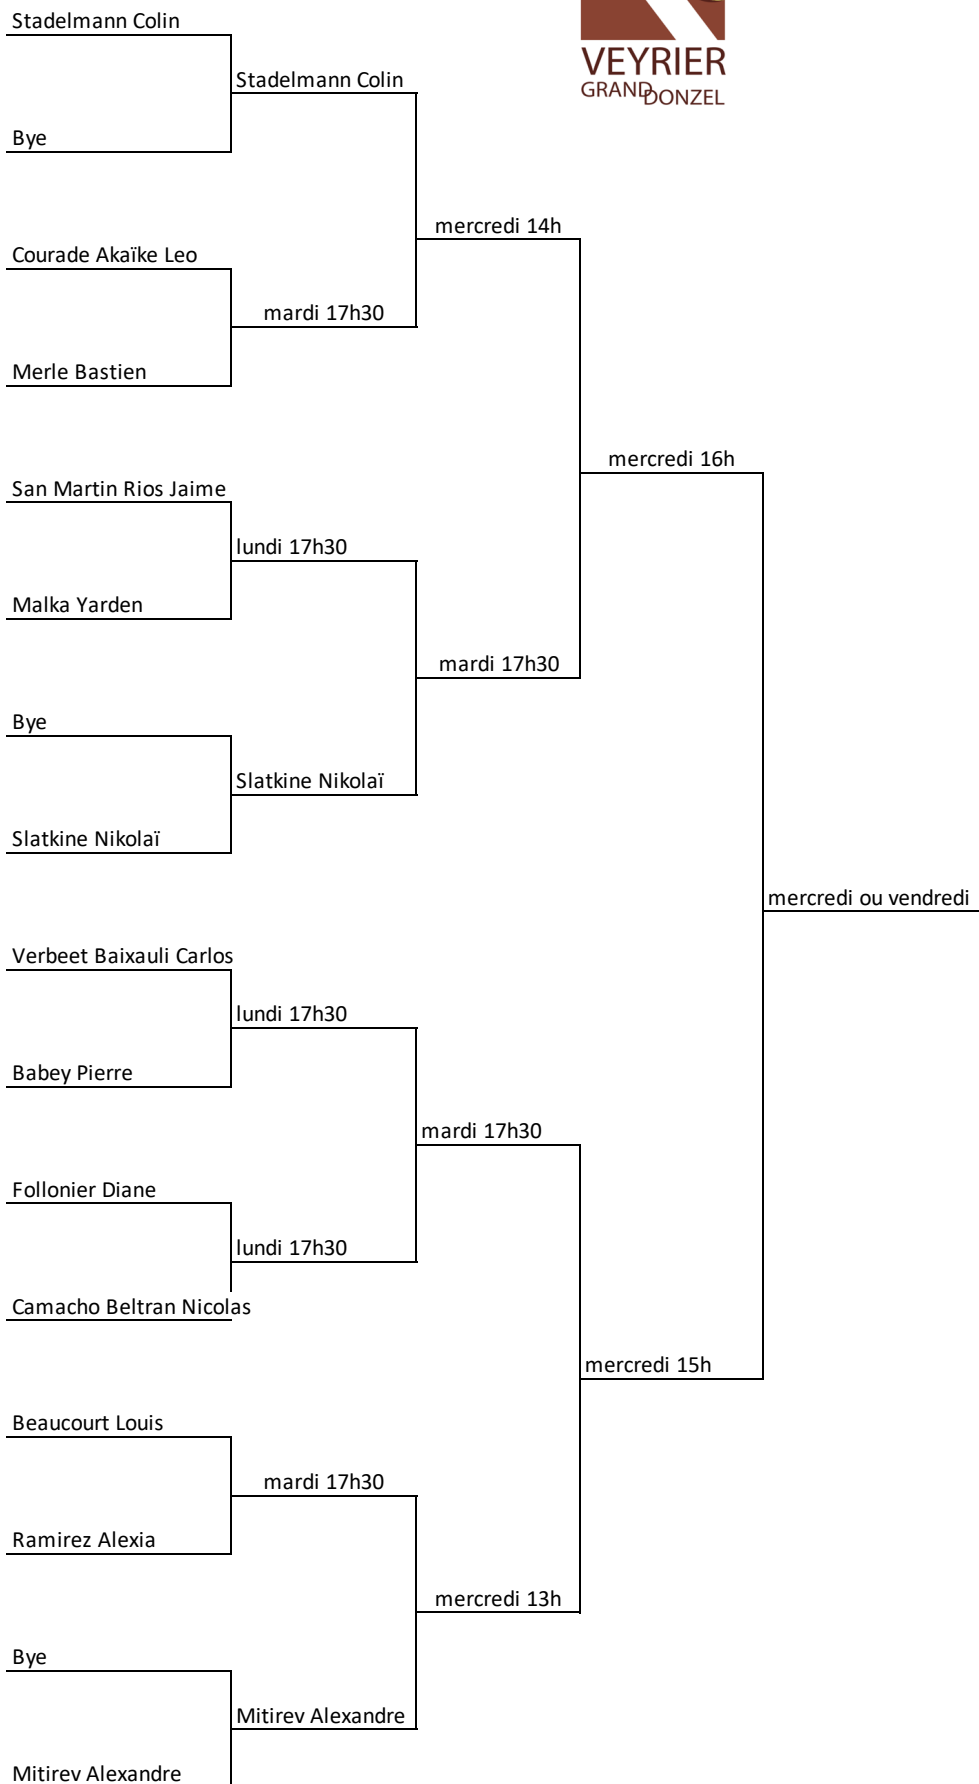 Stadelmann Colin
VEYRIER
GRAND
DONZEL
Stadelmann Colin
Bye
mercredi 14h
Courade Akaïke Leo
mardi 17h30
Merle Bastien
mercredi 16h
San Martin Rios Jaime
lundi 17h30
Malka Yarden
mardi 17h30
Bye
Slatkine Nikolaï
Slatkine Nikolaï
mercredi ou vendredi
Verbeet Baixauli Carlos
lundi 17h30
Babey Pierre
mardi 17h30
Follonier Diane
lundi 17h30
Camacho Beltran Nicolas
mercredi 15h
Beaucourt Louis
mardi 17h30
Ramirez Alexia
mercredi 13h
Bye
Mitirev Alexandre
Mitirev Alexandre